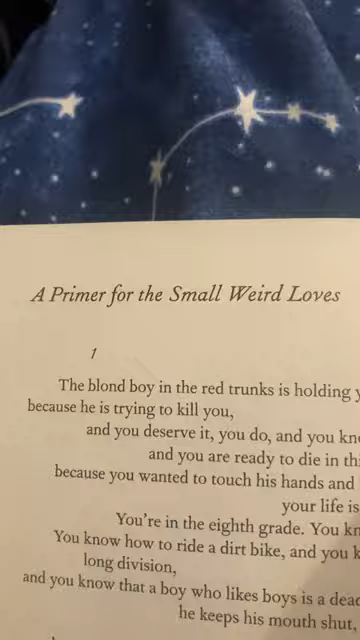 A Primer for the Small Weird Loves
1
The blond boy in the red trunks is holding
because he is trying to kill you,
and you deserve it, you do, and you
and you are ready to die in
because you wanted to touch his hands and
your life is
You're in the eighth grade. You
You know how to ride a dirt bike, and you
long division,
and you know that a boy who likes boys is a
he keeps his mouth shut,